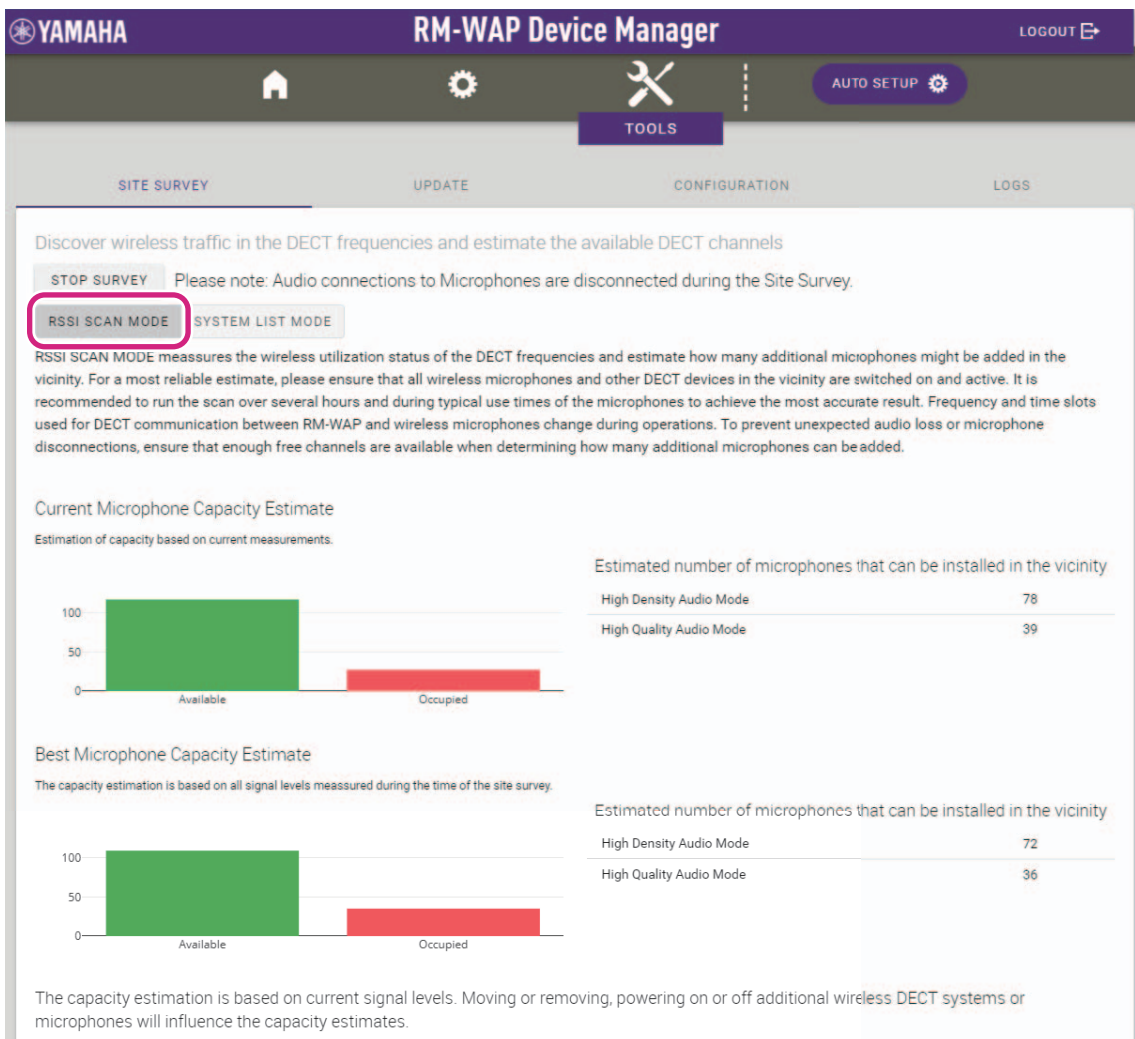 YAMAHA
RM-WAP Device Manager
LOGOUT
AUTO SETUP
TOOLS
SITE SURVEY
UPDATE
CONFIGURATION
LOGS
Discover wireless traffic in the DECT frequencies and estimate the available DECT channels
STOP SURVEY
Please note: Audio connections to Microphones are disconnected during the Site Survey.
RSSI SCAN MODE
SYSTEM LIST MODE
RSSI SCAN MODE meassures the wireless utilization status of the DECT frequencies and estimate how many additional microphones might be added in the
vicinity. For a most reliable estimate, please ensure that all wireless microphones and other DECT devices in the vicinity are switched on and active. It is
recommended to run the scan over several hours and during typical use times of the microphones to achieve the most accurate result. Frequency and time slots
used for DECT communication between RM-WAP and wireless microphones change during operations. To prevent unexpected audio loss or microphone
disconnections, ensure that enough free channels are available when determining how many additional microphones can be added.
Current Microphone Capacity Estimate
Estimation of capacity based on current measurements.
100
50
0
Available
Occupied
Estimated number of microphones that can be installed in the vicinity
High Density Audio Mode 78
High Quality Audio Mode 39
Best Microphone Capacity Estimate
The capacity estimation is based on all signal levels meassured during the time of the site survey.
100
50
0
Available
Occupied
Estimated number of microphones that can be installed in the vicinity
High Density Audio Mode 72
High Quality Audio Mode 36
The capacity estimation is based on current signal levels. Moving or removing, powering on or off additional wireless DECT systems or
microphones will influence the capacity estimates.